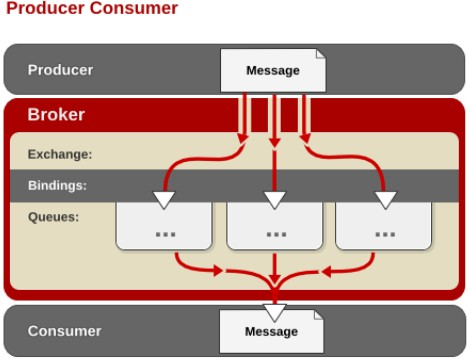 Producer Consumer
Producer
Message
Broker
Exchange:
Bindings:
Queues:
... ... ...
Consumer
Message